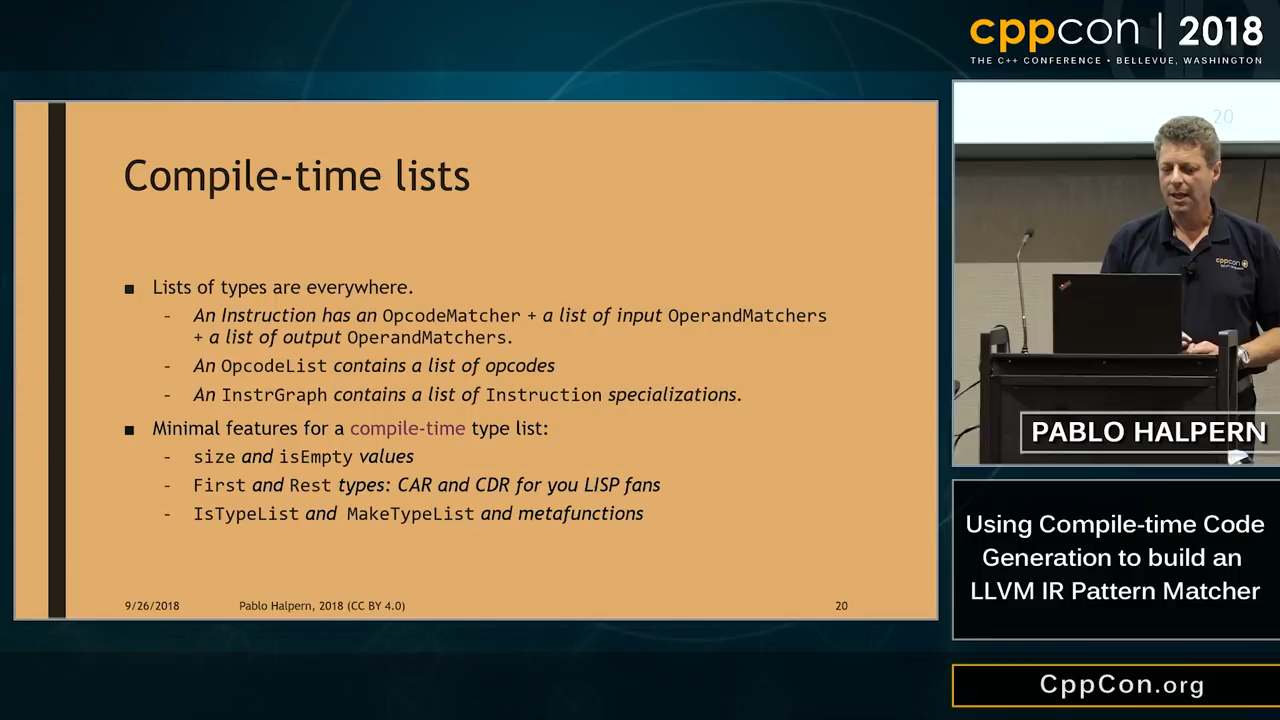 cppcon | 2018
THE C++ CONFERENCE • BELLEVUE, WASHINGTON
Compile-time lists
■ Lists of types are everywhere.
- An Instruction has an OpcodeMatcher + a list of input OperandMatchers
+ a list of output OperandMatchers.
- An OpcodeList contains a list of opcodes
- An InstrGraph contains a list of Instruction specializations.
■ Minimal features for a compile-time type list:
- size and isEmpty values
- First and Rest types: CAR and CDR for you LISP fans
- IsTypeList and MakeTypeList and metafunctions
9/26/2018 Pablo Halpern, 2018 (CC BY 4.0) 20
20
cppcon
PABLO HALPERN
Using Compile-time Code
Generation to build an
LLVM IR Pattern Matcher
CppCon.org